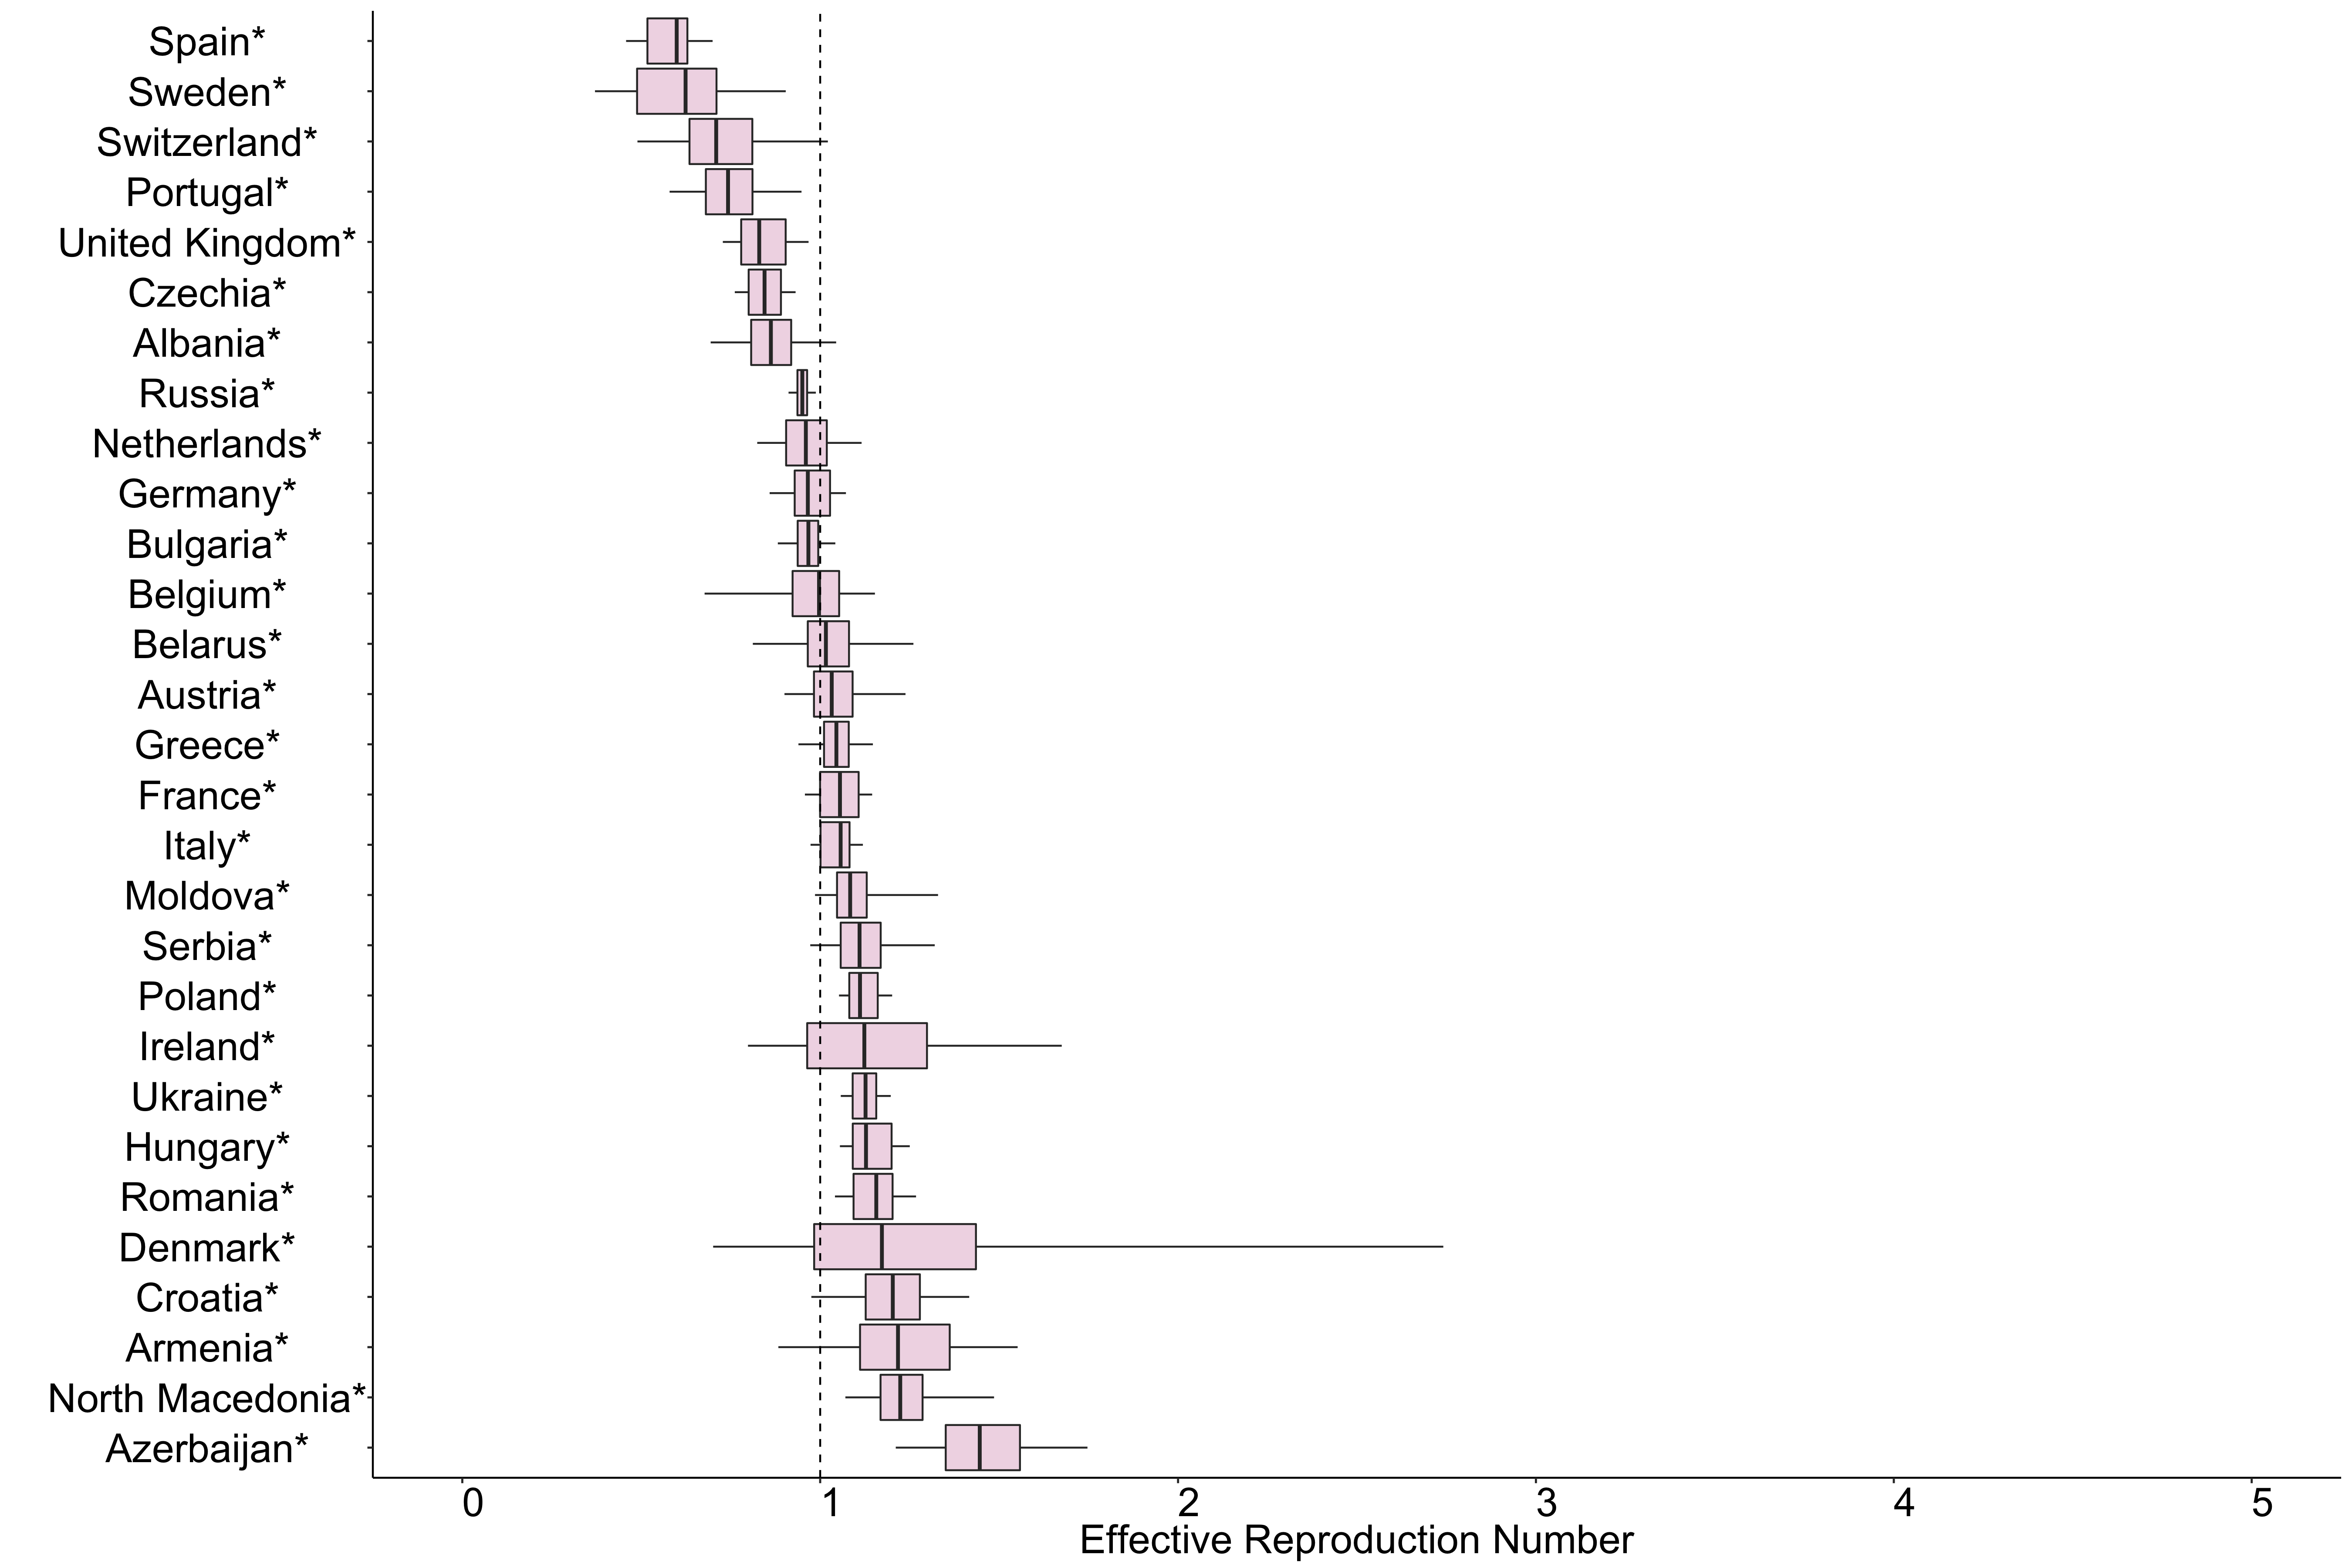 Spain*
Sweden*
Switzerland*
Portugal*
United Kingdom*
Czechia*
Albania*
Russia*
Netherlands*
Germany*
Bulgaria*
Belgium*
Belarus*
Austria*
Greece*
France*
Italy*
Moldova*
Serbia*
Poland*
Ireland*
Ukraine*
Hungary*
Romania*
Denmark*
Croatia*
Armenia*
North Macedonia*
Azerbaijan*
0 1 2 3 4 5
Effective Reproduction Number